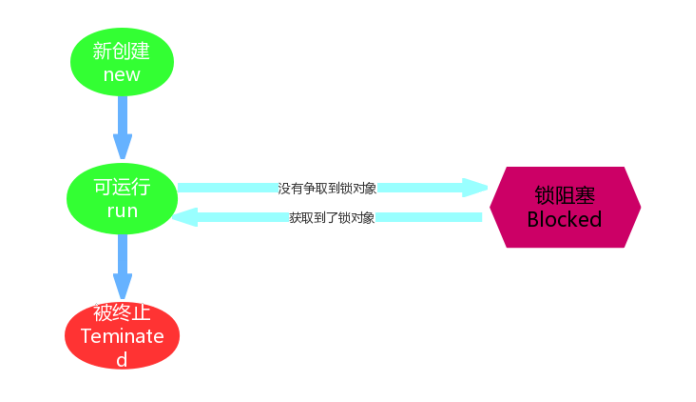 新创建
new
可运行
run
没有争取到锁对象
获取到了锁对象
锁阻塞
Blocked
被终止
Teminate
d